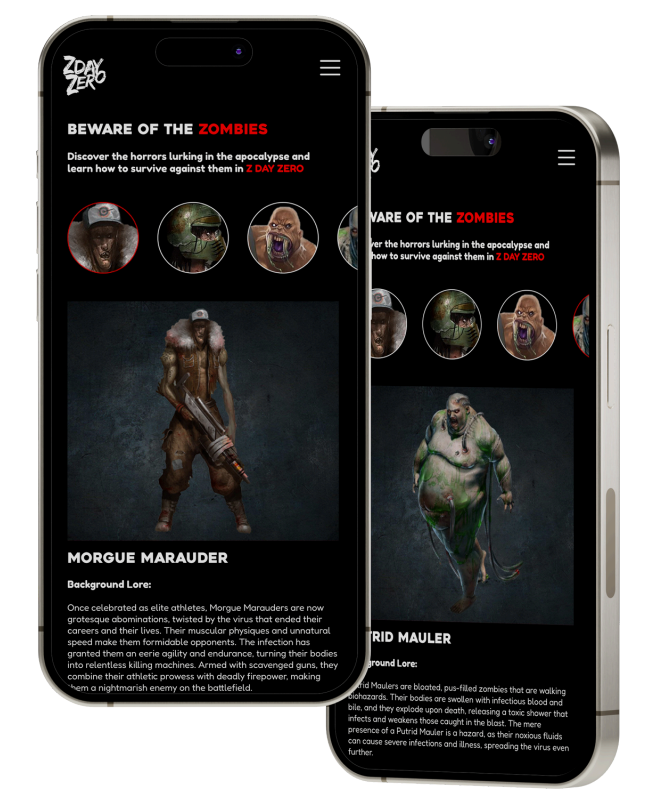 Z DAY
ZERO
BEWARE OF THE ZOMBIES
Discover the horrors lurking in the apocalypse and
learn how to survive against them in Z DAY ZERO
MORGUE MARAUDER
Background Lore:
Once celebrated as elite athletes, Morgue Marauders are now
grotesque abominations, twisted by the virus that ended their
careers and their lives. Their muscular physiques and unnatural
speed make them formidable opponents. The infection has
granted them an eerie agility and endurance, turning their bodies
into relentless killing machines. Armed with scavenged guns, they
combine their athletic prowess with deadly firepower, making
them a nightmarish enemy on the battlefield.
WARE OF THE ZOMBIES
ver the horrors lurking in the apocalypse and
how to survive against them in Z DAY ZERO
TRID MAULER
ground Lore:
trid Maulers are bloated, pus-filled zombies that are walking
biohazards. Their bodies are swollen with infectious blood and
bile, and they explode upon death, releasing a toxic shower that
infects and weakens those caught in the blast. The mere
presence of a Putrid Mauler is a hazard, as their noxious fluids
can cause severe infections and illness, spreading the virus even
further.